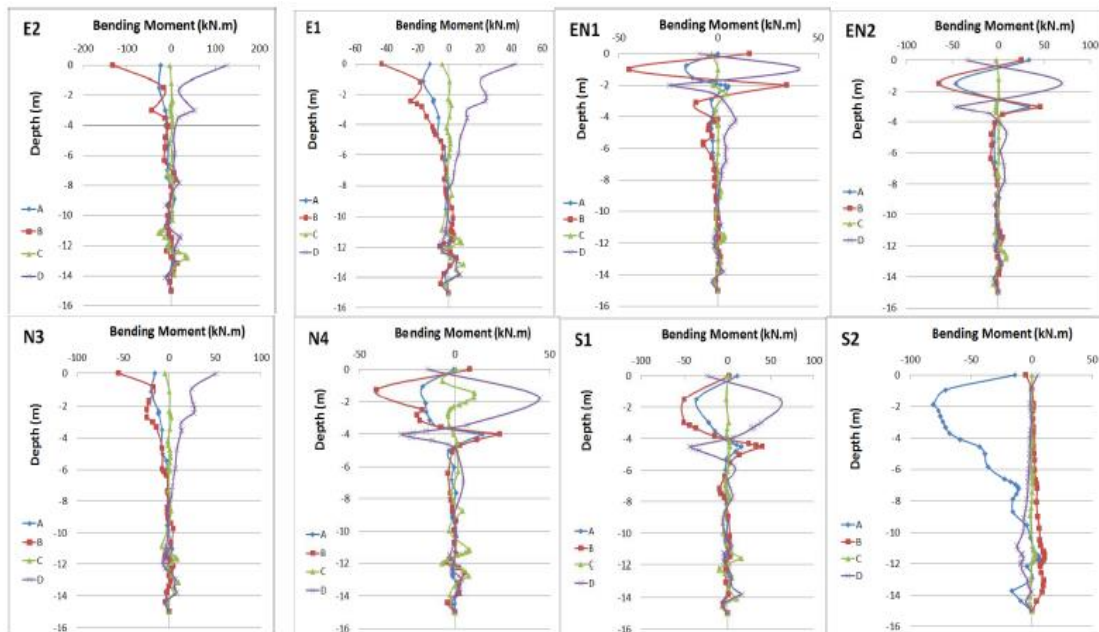 E2
Bending Moment (kN.m)
-200 -100 0 100 200
Depth (m)
0
-2
-4
-6
-8
-10
-12
-14
-16
A
B
C
D
E1
Bending Moment (kN.m)
-60 -40 -20 0 20 40 60
Depth (m)
0
-2
-4
-6
-8
-10
-12
-14
-16
A
B
C
D
EN1
Bending Moment (kN.m)
-50 0 50
Depth (m)
0
-2
-4
-6
-8
-10
-12
-14
-16
A
B
C
D
EN2
Bending Moment (kN.m)
-100 -50 0 50 100
Depth (m)
0
-2
-4
-6
-8
-10
-12
-14
-16
A
B
C
D
N3
Bending Moment (kN.m)
-100 -50 0 50 100
Depth (m)
0
-2
-4
-6
-8
-10
-12
-14
-16
A
B
C
D
N4
Bending Moment (kN.m)
-50 0 50
Depth (m)
0
-2
-4
-6
-8
-10
-12
-14
-16
A
B
C
D
S1
Bending Moment (kN.m)
-100 -50 0 50 100
Depth (m)
0
-2
-4
-6
-8
-10
-12
-14
-16
A
B
C
D
S2
Bending Moment (kN.m)
-100 -50 0 50 100
Depth (m)
0
-2
-4
-6
-8
-10
-12
-14
-16
A
B
C
D